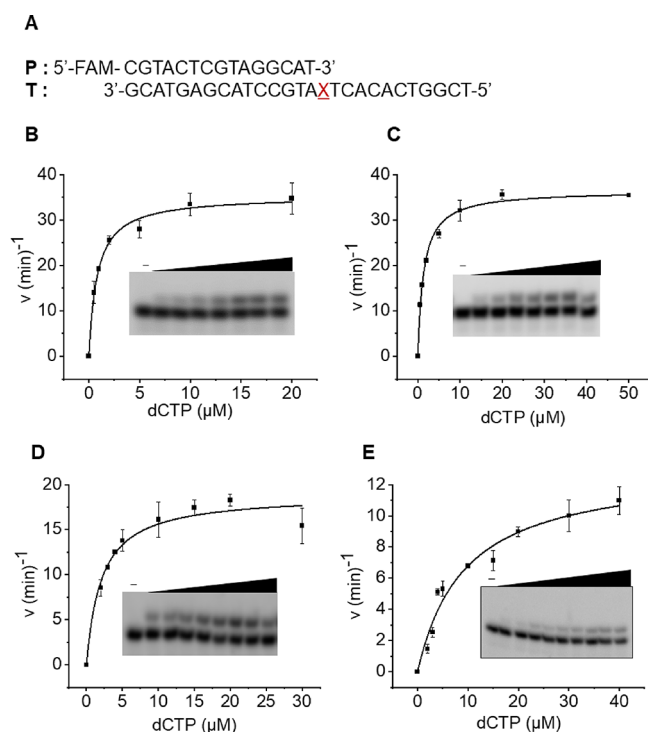 A
P : 5'-FAM- CGTACTCGTAGGCAT-3'
T : 3'-GCATGAGCATCCGTAXTCACACTGGCT-5'
B
40
30
20
10
0
v (min)-1
–
0 5 10 15 20
dCTP (µM)
C
40
30
20
10
0
v (min)-1
–
0 10 20 30 40 50
dCTP (µM)
D
20
15
10
5
0
v (min)-1
–
0 5 10 15 20 25 30
dCTP (µM)
E
12
10
8
6
4
2
0
v (min)-1
–
0 10 20 30 40
dCTP (µM)